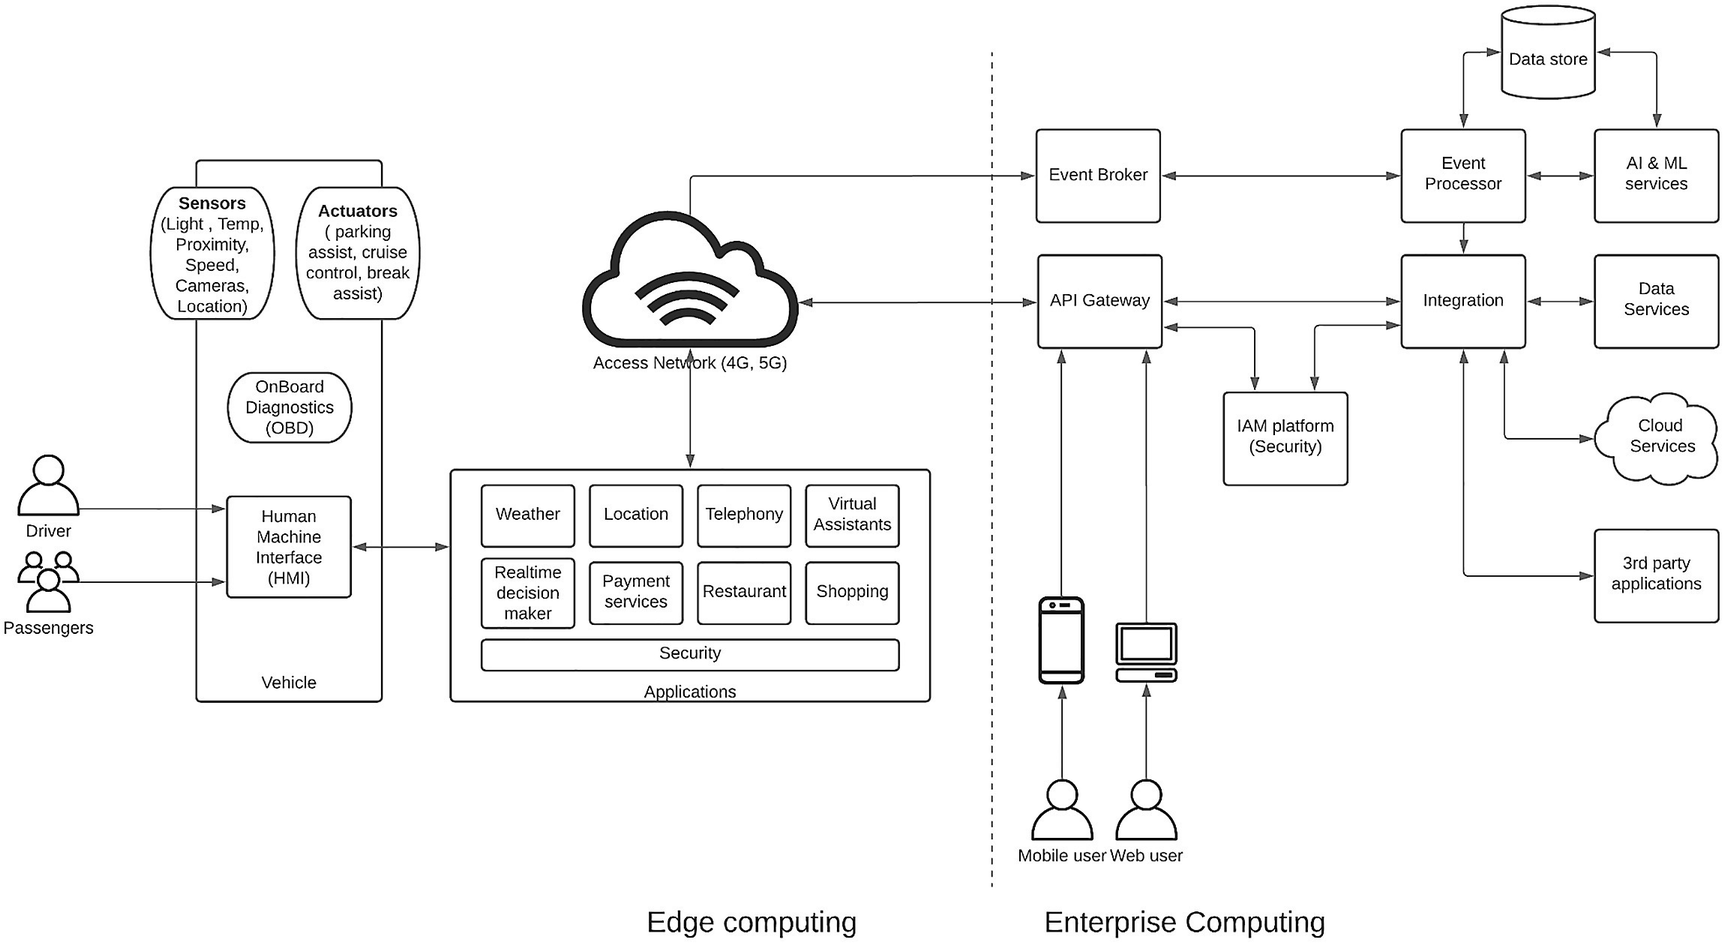 Sensors
(Light , Temp,
Proximity,
Speed,
Cameras,
Location)
Actuators
( parking
assist, cruise
control, break
assist)
OnBoard
Diagnostics
(OBD)
Human
Machine
Interface
(HMI)
Vehicle
Driver
Passengers
Access Network (4G, 5G)
Weather
Location
Telephony
Virtual
Assistants
Realtime
decision
maker
Payment
services
Restaurant
Shopping
Security
Applications
Data store
Event Broker
Event
Processor
AI & ML
services
API Gateway
Integration
Data
Services
IAM platform
(Security)
Cloud
Services
3rd party
applications
Mobile user
Web user
Edge computing
Enterprise Computing